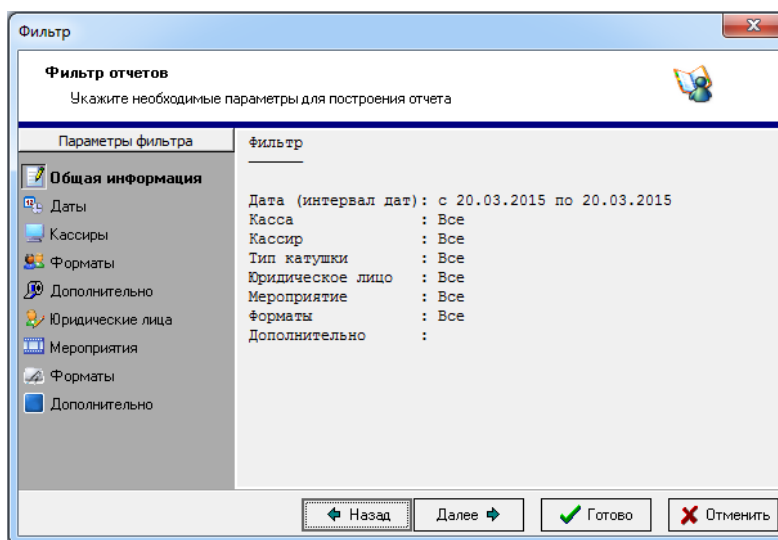 Фильтр
Фильтр отчетов
Укажите необходимые параметры для построения отчета
Параметры фильтра
Общая информация
Даты
Кассиры
Форматы
Дополнительно
Юридические лица
Мероприятия
Форматы
Дополнительно
Фильтр
Дата (интервал дат): с 20.03.2015 по 20.03.2015
Касса : Все
Кассир : Все
Тип катушки : Все
Юридическое лицо : Все
Мероприятие : Все
Форматы : Все
Дополнительно :
Назад Далее Готово Отменить